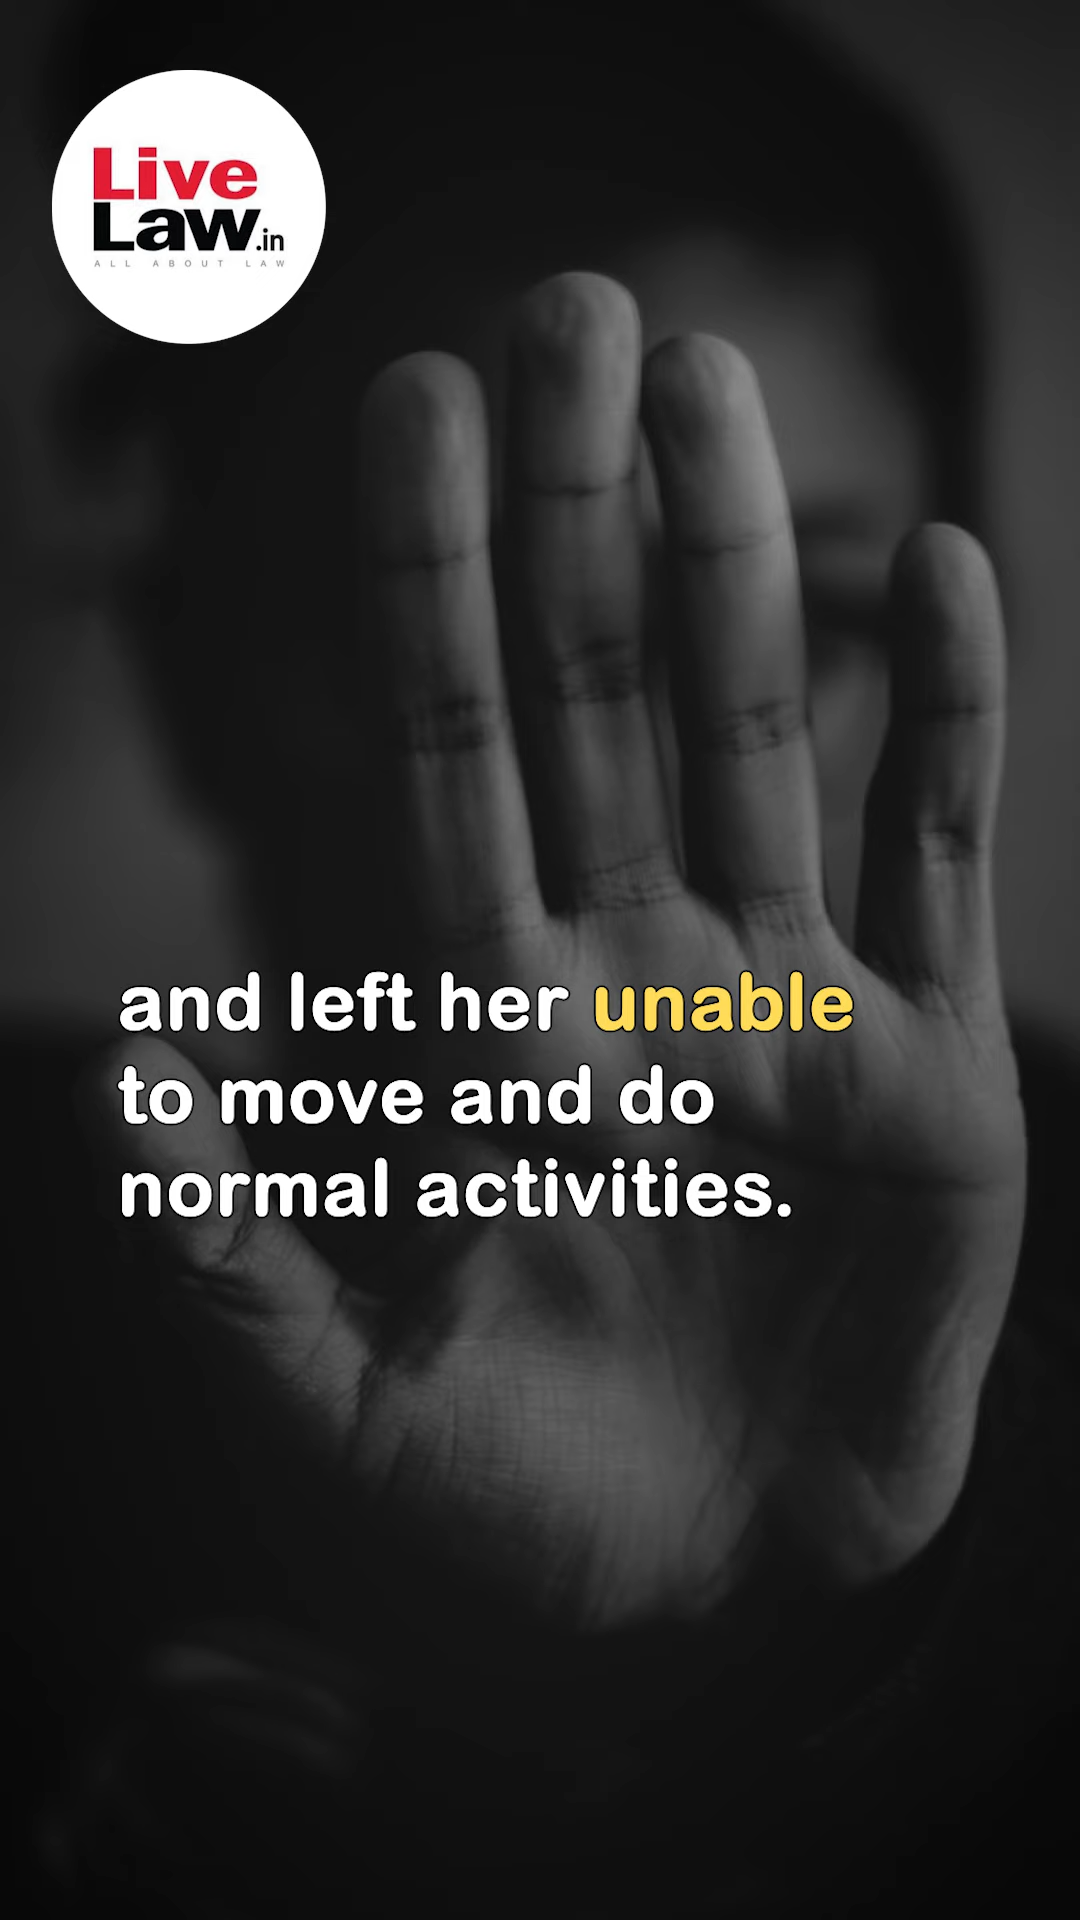 Live
Law.in
ALL ABOUT LAW
and left her unable
to move and do
normal activities.